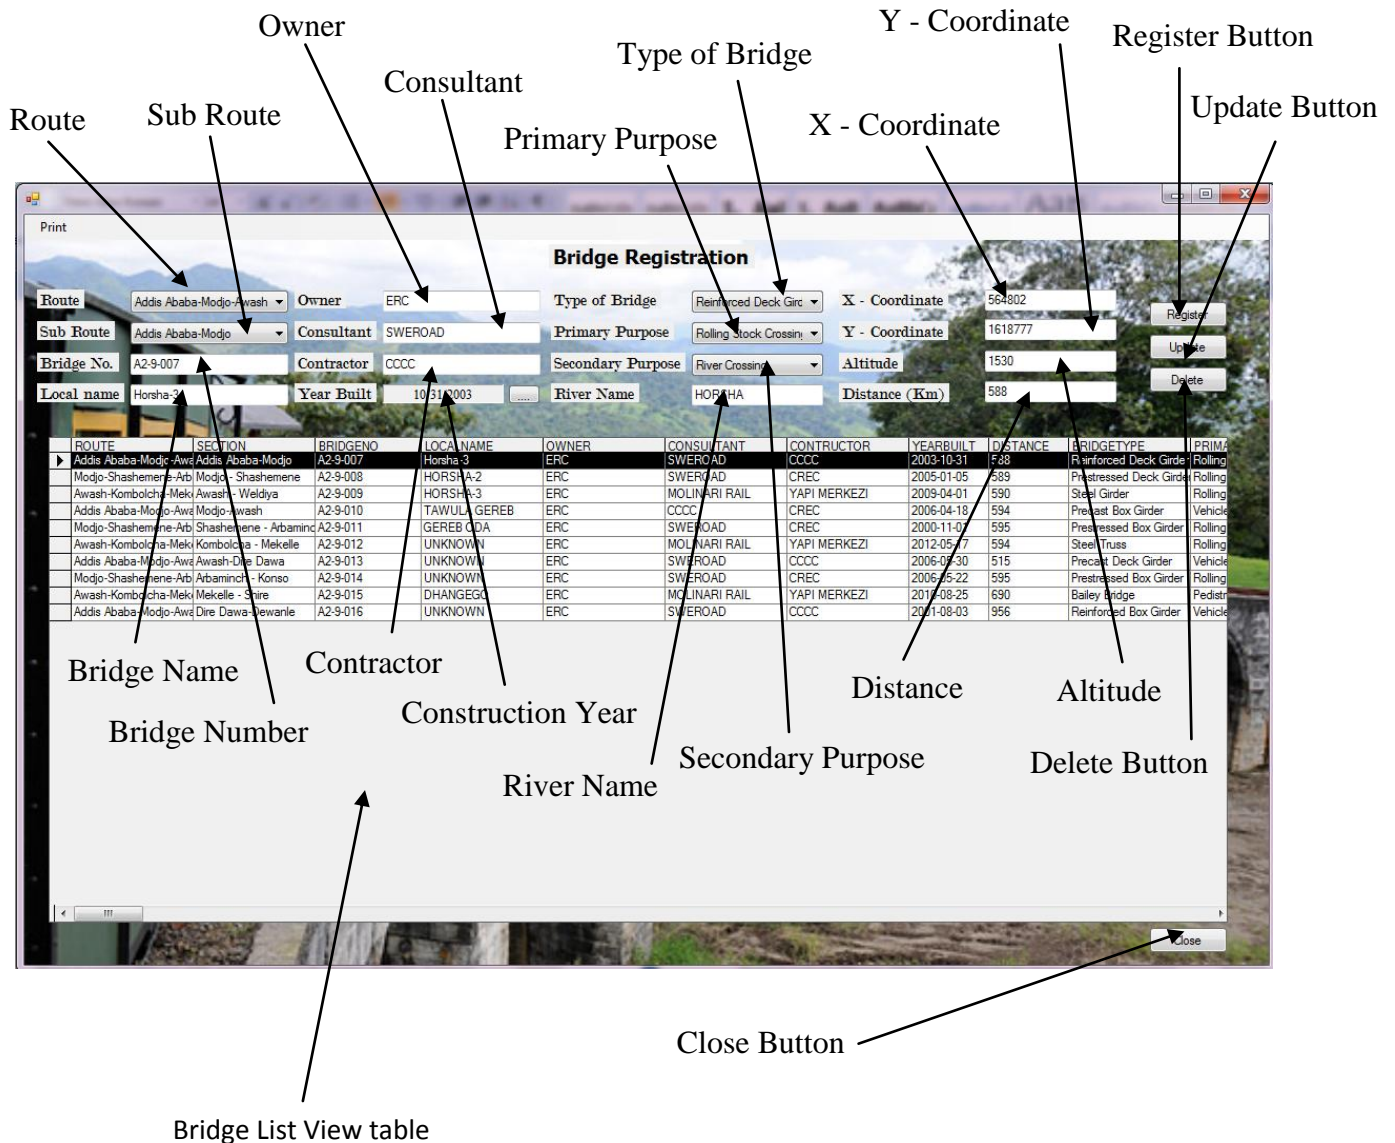 Owner
Y - Coordinate
Register Button
Type of Bridge
Consultant
Update Button
Route
Sub Route
X - Coordinate
Primary Purpose
Print
Bridge Registration
Route Addis Ababa-Modjo-Awash Owner ERC Type of Bridge Reinforced Deck Girc X - Coordinate 564802
Register
Sub Route Addis Ababa-Modjo Consultant SWEROAD Primary Purpose Rolling Stock Crossing Y - Coordinate 1618777
Update
Bridge No. A2-9-007 Contractor CCCC Secondary Purpose River Crossing Altitude 1530
Delete
Local name Horsha-3 Year Built 10/31/2003 .... River Name HORSHA Distance (Km) 588
ROUTE SECTION BRIDGENO LOCALNAME OWNER CONSULTANT CONTRUCTOR YEARBUILT DISTANCE BRIDGETYPE PRIMA
Addis Ababa-Modjo-Awa Addis Ababa-Modjo A2-9-007 Horsha-3 ERC SWEROAD CCCC 2003-10-31 588 Reinforced Deck Girde Rolling
Modjo-Shashemene-Arb Modjo - Shashemene A2-9-008 HORSHA-2 ERC SWEROAD CREC 2005-01-05 589 Prestressed Deck Girde Rolling
Awash-Kombolcha-Mek Awash - Weldiya A2-9-009 HORSHA-3 ERC MOLINARI RAIL YAPI MERKEZI 2009-04-01 590 Steel Girder Rolling
Addis Ababa-Modjo-Awa Modjo-Awash A2-9-010 TAWULA GEREB ERC CCCC CREC 2006-04-18 594 Precast Box Girder Vehicle
Modjo-Shashemene-Arb Shashemene - Arbaminc A2-9-011 GEREB ODA ERC SWEROAD CREC 2000-11-01 595 Prestressed Box Girder Rolling
Awash-Kombolcha-Mek Kombolcha - Mekelle A2-9-012 UNKNOWN ERC MOLINARI RAIL YAPI MERKEZI 2012-05-17 594 Steel Truss Rolling
Addis Ababa-Modjo-Awa Awash-Dire Dawa A2-9-013 UNKNOWN ERC SWEROAD CCCC 2006-05-30 515 Precast Deck Girder Vehicle
Modjo-Shashemene-Arb Arbaminch - Konso A2-9-014 UNKNOWN ERC SWEROAD CREC 2006-05-22 595 Prestressed Box Girder Rolling
Awash-Kombolcha-Mek Mekelle - Shire A2-9-015 DHANGEGO ERC MOLINARI RAIL YAPI MERKEZI 2010-08-25 690 Bailey Bridge Pedistr
Addis Ababa-Modjo-Awa Dire Dawa-Dewanle A2-9-016 UNKNOWN ERC SWEROAD CCCC 2001-08-03 956 Reinforced Box Girder Vehicle
Bridge Name
Contractor
Distance
Altitude
Construction Year
Bridge Number
Secondary Purpose
Delete Button
River Name
Close
Close Button
Bridge List View table